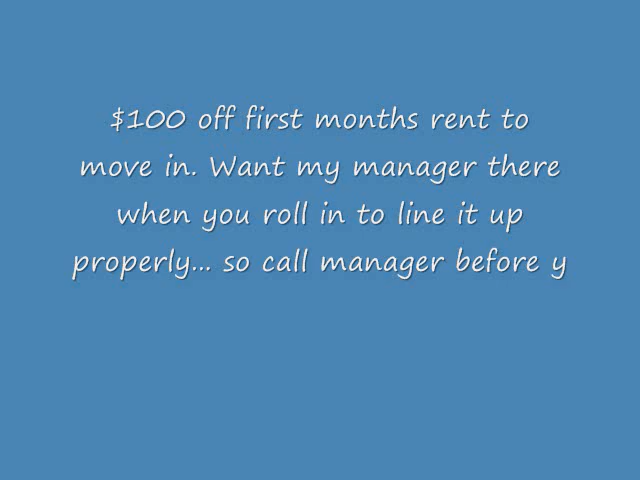 $100 off first months rent to
move in. Want my manager there
when you roll in to line it up
properly... so call manager before y